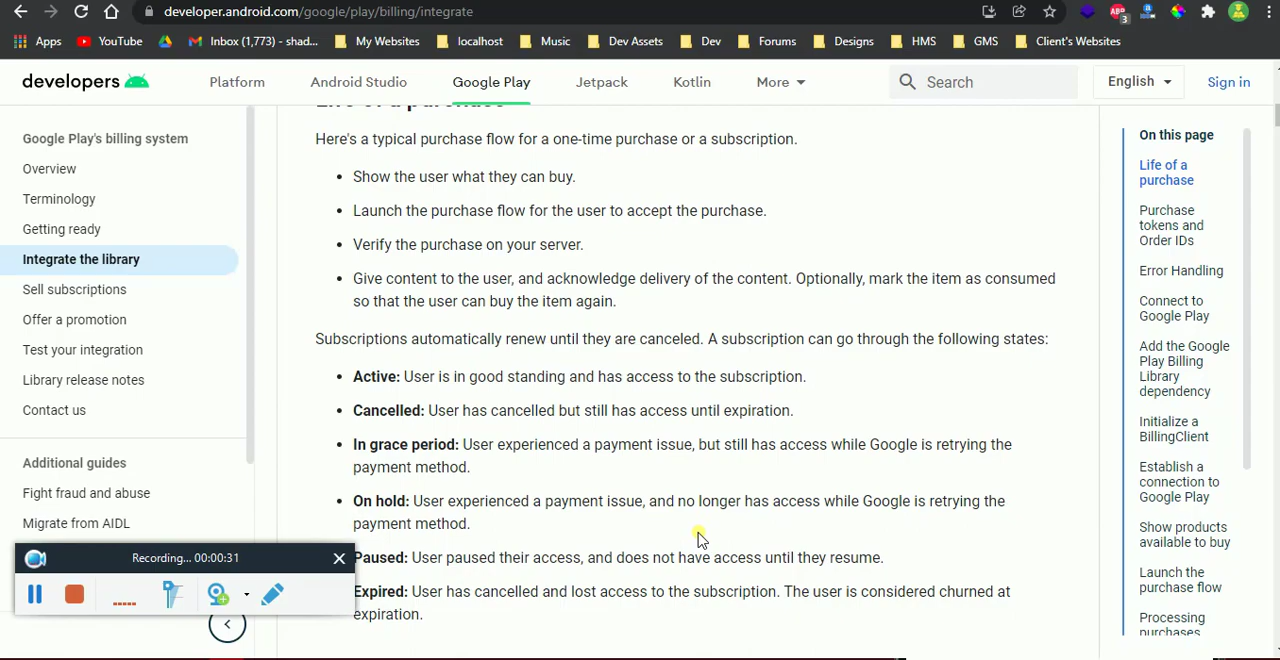 developer.android.com/google/play/billing/integrate
3
Apps YouTube Inbox (1,773) - shad... My Websites localhost Music Dev Assets Dev Forums Designs HMS GMS Client's Websites
developers Platform Android Studio Google Play Jetpack Kotlin More Search English Sign in
Life of a purchase
Google Play's billing system
Overview
Terminology
Getting ready
Integrate the library
Sell subscriptions
Offer a promotion
Test your integration
Library release notes
Contact us
Additional guides
Fight fraud and abuse
Migrate from AIDL
Here's a typical purchase flow for a one-time purchase or a subscription.
• Show the user what they can buy.
• Launch the purchase flow for the user to accept the purchase.
• Verify the purchase on your server.
• Give content to the user, and acknowledge delivery of the content. Optionally, mark the item as consumed
so that the user can buy the item again.
Subscriptions automatically renew until they are canceled. A subscription can go through the following states:
• Active: User is in good standing and has access to the subscription.
• Cancelled: User has cancelled but still has access until expiration.
• In grace period: User experienced a payment issue, but still has access while Google is retrying the
payment method.
• On hold: User experienced a payment issue, and no longer has access while Google is retrying the
payment method.
Paused: User paused their access, and does not have access until they resume.
Expired: User has cancelled and lost access to the subscription. The user is considered churned at
expiration.
On this page
Life of a
purchase
Purchase
tokens and
Order IDs
Error Handling
Connect to
Google Play
Add the Google
Play Billing
Library
dependency
Initialize a
BillingClient
Establish a
connection to
Google Play
Show products
available to buy
Launch the
purchase flow
Processing
purchases
Recording... 00:00:31